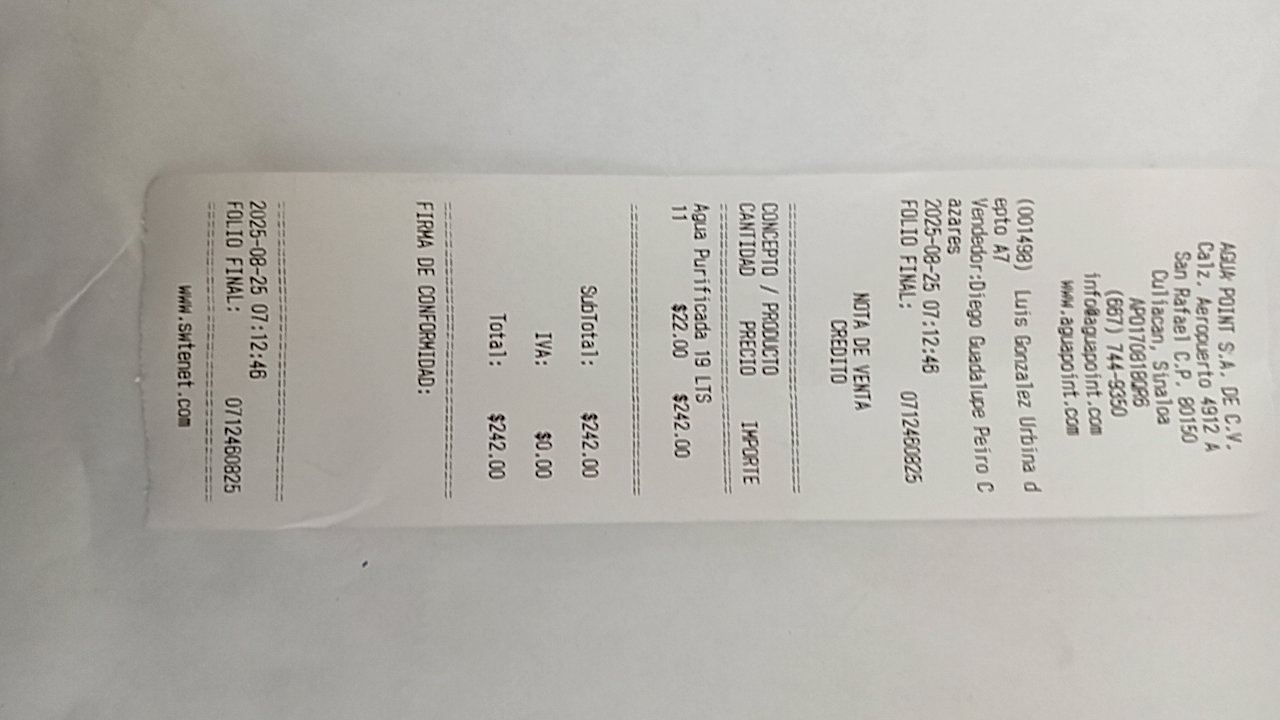 AGUA POINT S.A. DE C.V.
Calz. Aeropuerto 4912 A
San Rafael C.P. 80150
Culiacan, Sinaloa
APO170818QR6
(667) 744-9350
info@aguapoint.com
www.aguapoint.com
(001498) Luis Gonzalez Urbina d
epto A7
Vendedor:Diego Guadalupe Peiro C
azares
2025-08-25 07:12:46
FOLIO FINAL: 0712460825
NOTA DE VENTA
CREDITO
================================
CONCEPTO / PRODUCTO
CANTIDAD PRECIO IMPORTE
================================
Agua Purificada 19 LTS
11 $22.00 $242.00
================================
SubTotal: $242.00
IVA: $0.00
Total: $242.00
================================
FIRMA DE CONFORMIDAD:
================================
2025-08-25 07:12:46
FOLIO FINAL: 0712460825
================================
www.swtenet.com